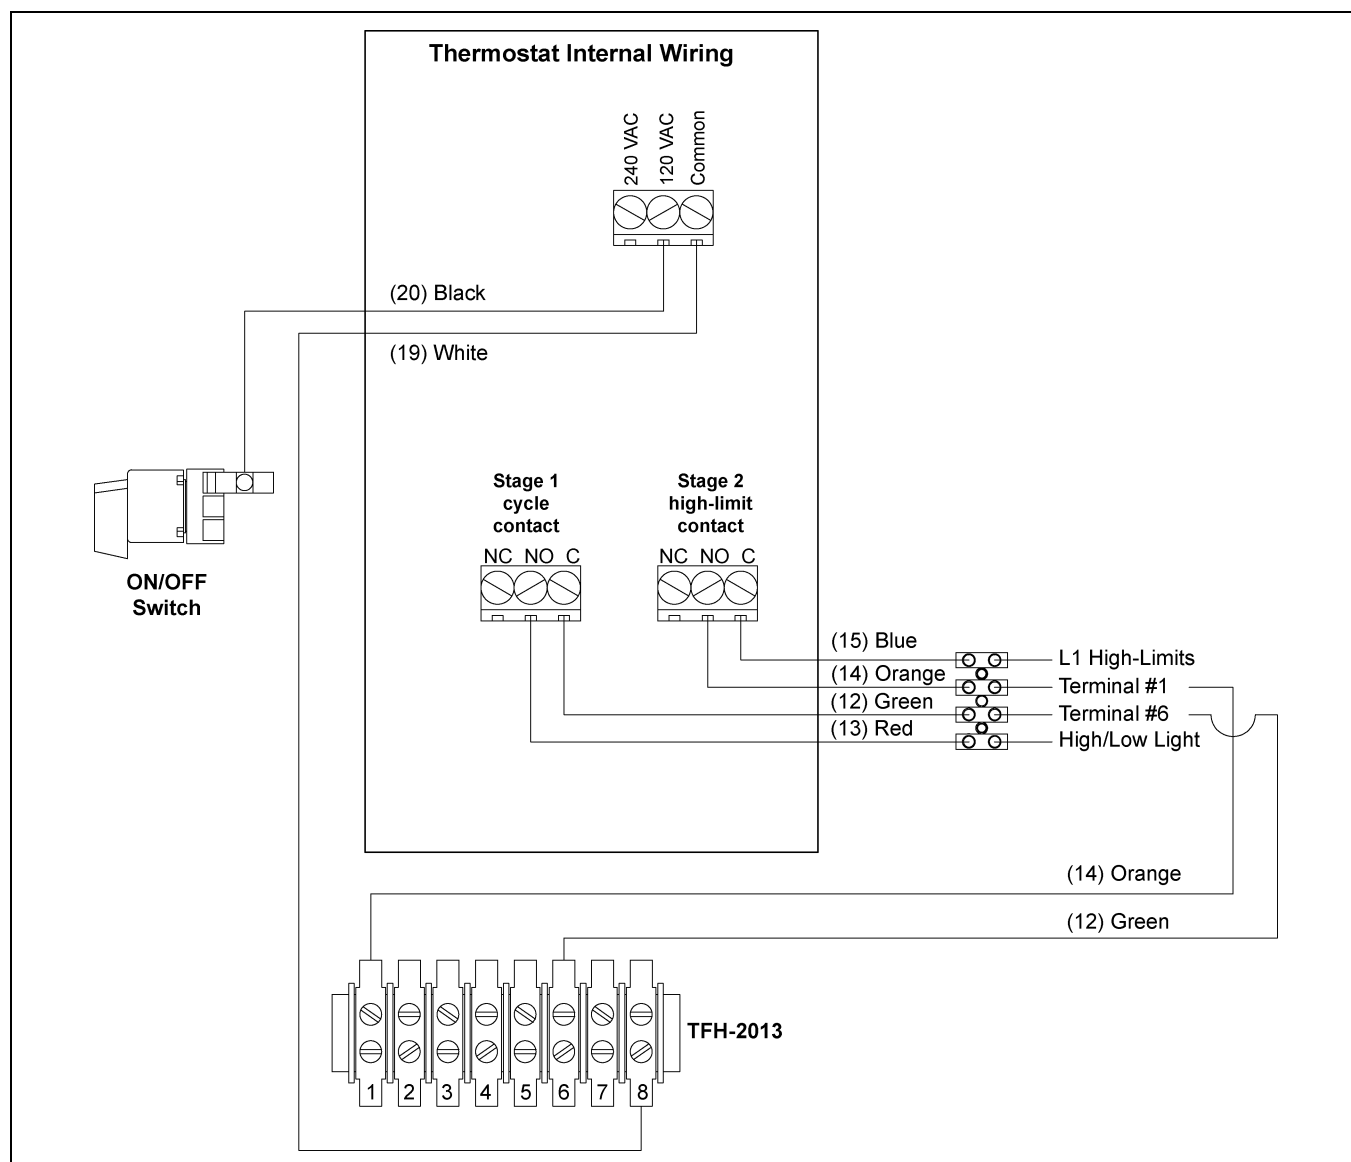 Thermostat Internal Wiring
240 VAC
120 VAC
Common
(20) Black
(19) White
ON/OFF
Switch
Stage 1
cycle
contact
NC NO C
Stage 2
high-limit
contact
NC NO C
(15) Blue
(14) Orange
(12) Green
(13) Red
L1 High-Limits
Terminal #1
Terminal #6
High/Low Light
(14) Orange
(12) Green
TFH-2013
1 2 3 4 5 6 7 8